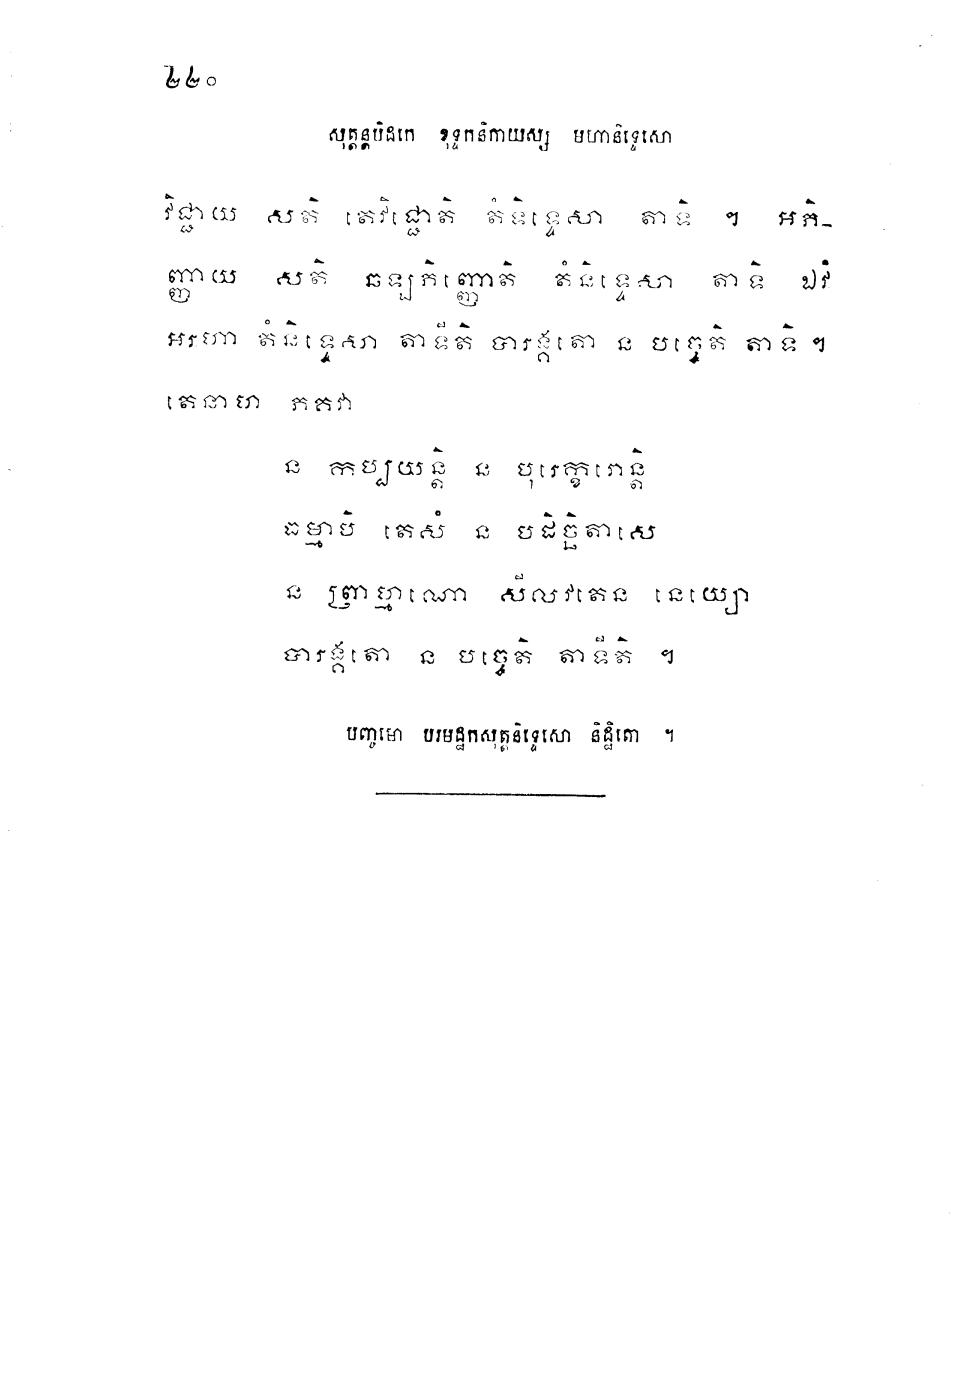 ២២០
សុត្តន្តបិដកេ ខុទ្ទកនិកាយស្ស មហានិទ្ទេសោ
វិជ្ជាយ សតិ តេវិជ្ជោតិ តំនិទ្ទេសា តាទិ ។ អភិ-
ញ្ញាយ សតិ ឆឡភិញ្ញោតិ តំនិទ្ទេសា តាទិ ឯវំ
អរហា តំនិទ្ទេសា តាទីតិ បារង្គតោ ន បច្ចេតិ តាទិ ។
តេនាហ ភគវា
ន កប្បយន្តិ ន បុរេក្ខរោន្តិ
ធម្មាបិ តេសំ ន បដិច្ឆិតាសេ
ន ព្រាហ្មណោ សីលវតេន នេយ្យោ
បារង្គតោ ន បច្ចេតិ តាទីតិ ។
បញ្ចមោ បរមដ្ឋកសុត្តនិទ្ទេសោ និដ្ឋិតោ ។